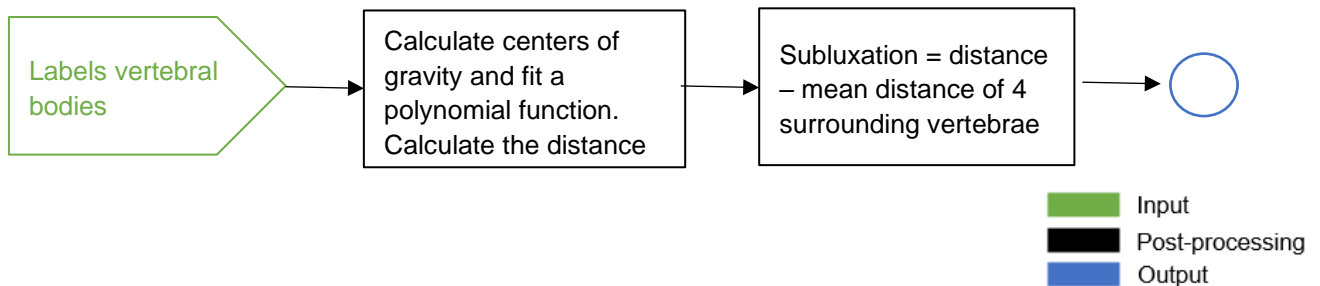 Labels vertebral
bodies
Calculate centers of
gravity and fit a
polynomial function.
Calculate the distance
Subluxation = distance
– mean distance of 4
surrounding vertebrae
Input
Post-processing
Output